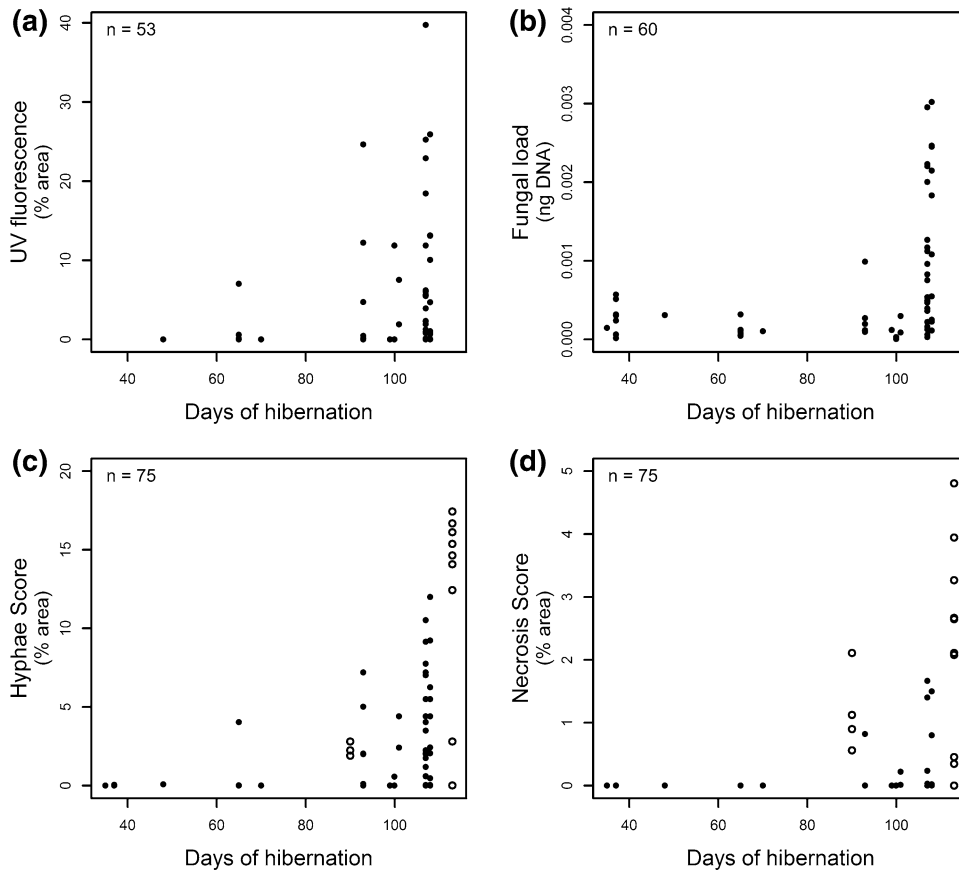 (a)
n = 53
UV fluorescence
(% area)
0
10
20
30
40
40
60
80
100
Days of hibernation
(b)
n = 60
Fungal load
(ng DNA)
0.000
0.001
0.002
0.003
0.004
40
60
80
100
Days of hibernation
(c)
n = 75
Hyphae Score
(% area)
0
5
10
15
20
40
60
80
100
Days of hibernation
(d)
n = 75
Necrosis Score
(% area)
0
1
2
3
4
5
40
60
80
100
Days of hibernation